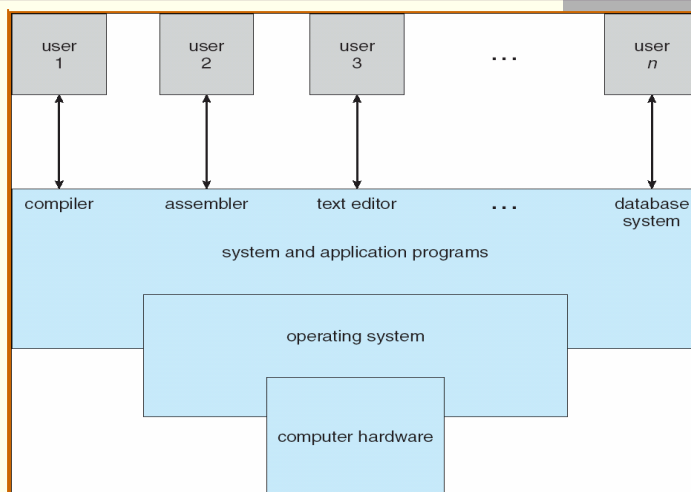 user
1
user
2
user
3
...
user
n
compiler
assembler
text editor
...
database
system
system and application programs
operating system
computer hardware